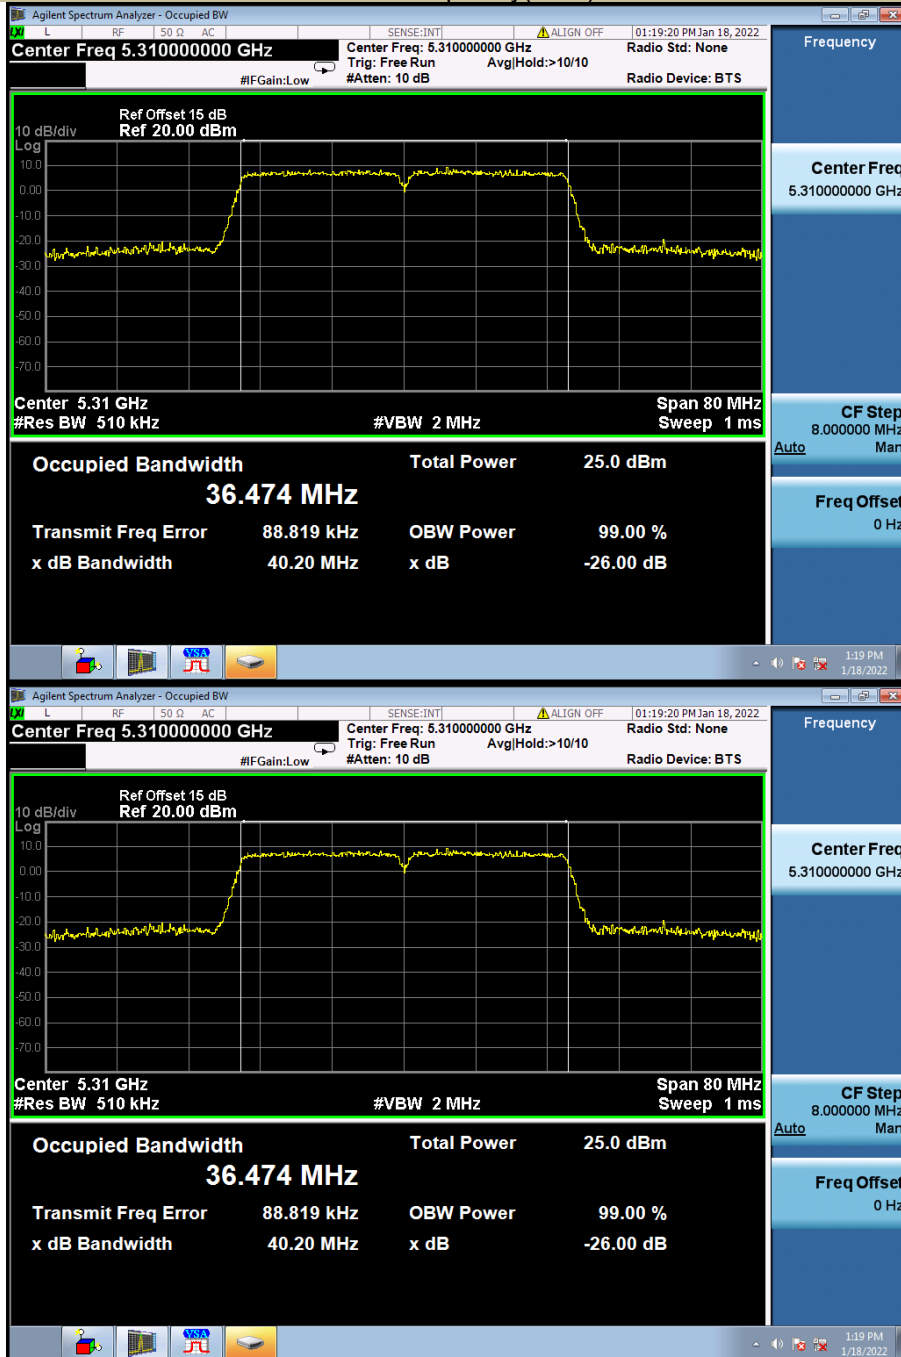 Agilent Spectrum Analyzer - Occupied BW
LXI L RF 50 Ω AC SENSE:INT ALIGN OFF 01:19:20 PM Jan 18, 2022
Center Freq 5.310000000 GHz
Center Freq: 5.310000000 GHz
Radio Std: None
Trig: Free Run Avg|Hold:>10/10
#IFGain:Low
#Atten: 10 dB
Radio Device: BTS
Frequency
Ref Offset 15 dB
10 dB/div Ref 20.00 dBm
Log
10.0
0.00
-10.0
-20.0
-30.0
-40.0
-50.0
-60.0
-70.0
Center Freq
5.310000000 GHz
Center 5.31 GHz Span 80 MHz
#Res BW 510 kHz #VBW 2 MHz Sweep 1 ms
CF Step
8.000000 MHz
Auto Man
Occupied Bandwidth Total Power 25.0 dBm
36.474 MHz
Transmit Freq Error 88.819 kHz OBW Power 99.00 %
x dB Bandwidth 40.20 MHz x dB -26.00 dB
Freq Offset
0 Hz
VSA
1:19 PM
1/18/2022
Agilent Spectrum Analyzer - Occupied BW
LXI L RF 50 Ω AC SENSE:INT ALIGN OFF 01:19:20 PM Jan 18, 2022
Center Freq 5.310000000 GHz
Center Freq: 5.310000000 GHz
Radio Std: None
Trig: Free Run Avg|Hold:>10/10
#IFGain:Low
#Atten: 10 dB
Radio Device: BTS
Frequency
Ref Offset 15 dB
10 dB/div Ref 20.00 dBm
Log
10.0
0.00
-10.0
-20.0
-30.0
-40.0
-50.0
-60.0
-70.0
Center Freq
5.310000000 GHz
Center 5.31 GHz Span 80 MHz
#Res BW 510 kHz #VBW 2 MHz Sweep 1 ms
CF Step
8.000000 MHz
Auto Man
Occupied Bandwidth Total Power 25.0 dBm
36.474 MHz
Transmit Freq Error 88.819 kHz OBW Power 99.00 %
x dB Bandwidth 40.20 MHz x dB -26.00 dB
Freq Offset
0 Hz
VSA
1:19 PM
1/18/2022